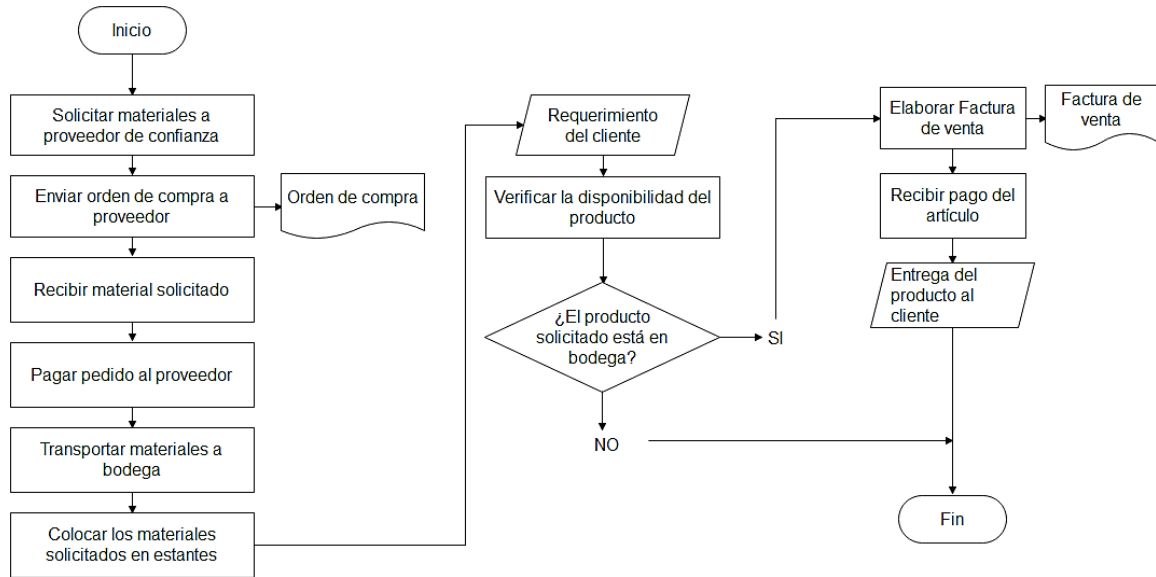 Inicio
Solicitar materiales a
proveedor de confianza
Enviar orden de compra a
proveedor
Orden de compra
Recibir material solicitado
Pagar pedido al proveedor
Transportar materiales a
bodega
Colocar los materiales
solicitados en estantes
Requerimiento
del cliente
Verificar la disponibilidad del
producto
¿El producto
solicitado está en
bodega?
SI
NO
Elaborar Factura
de venta
Factura de
venta
Recibir pago del
artículo
Entrega del
producto al
cliente
Fin